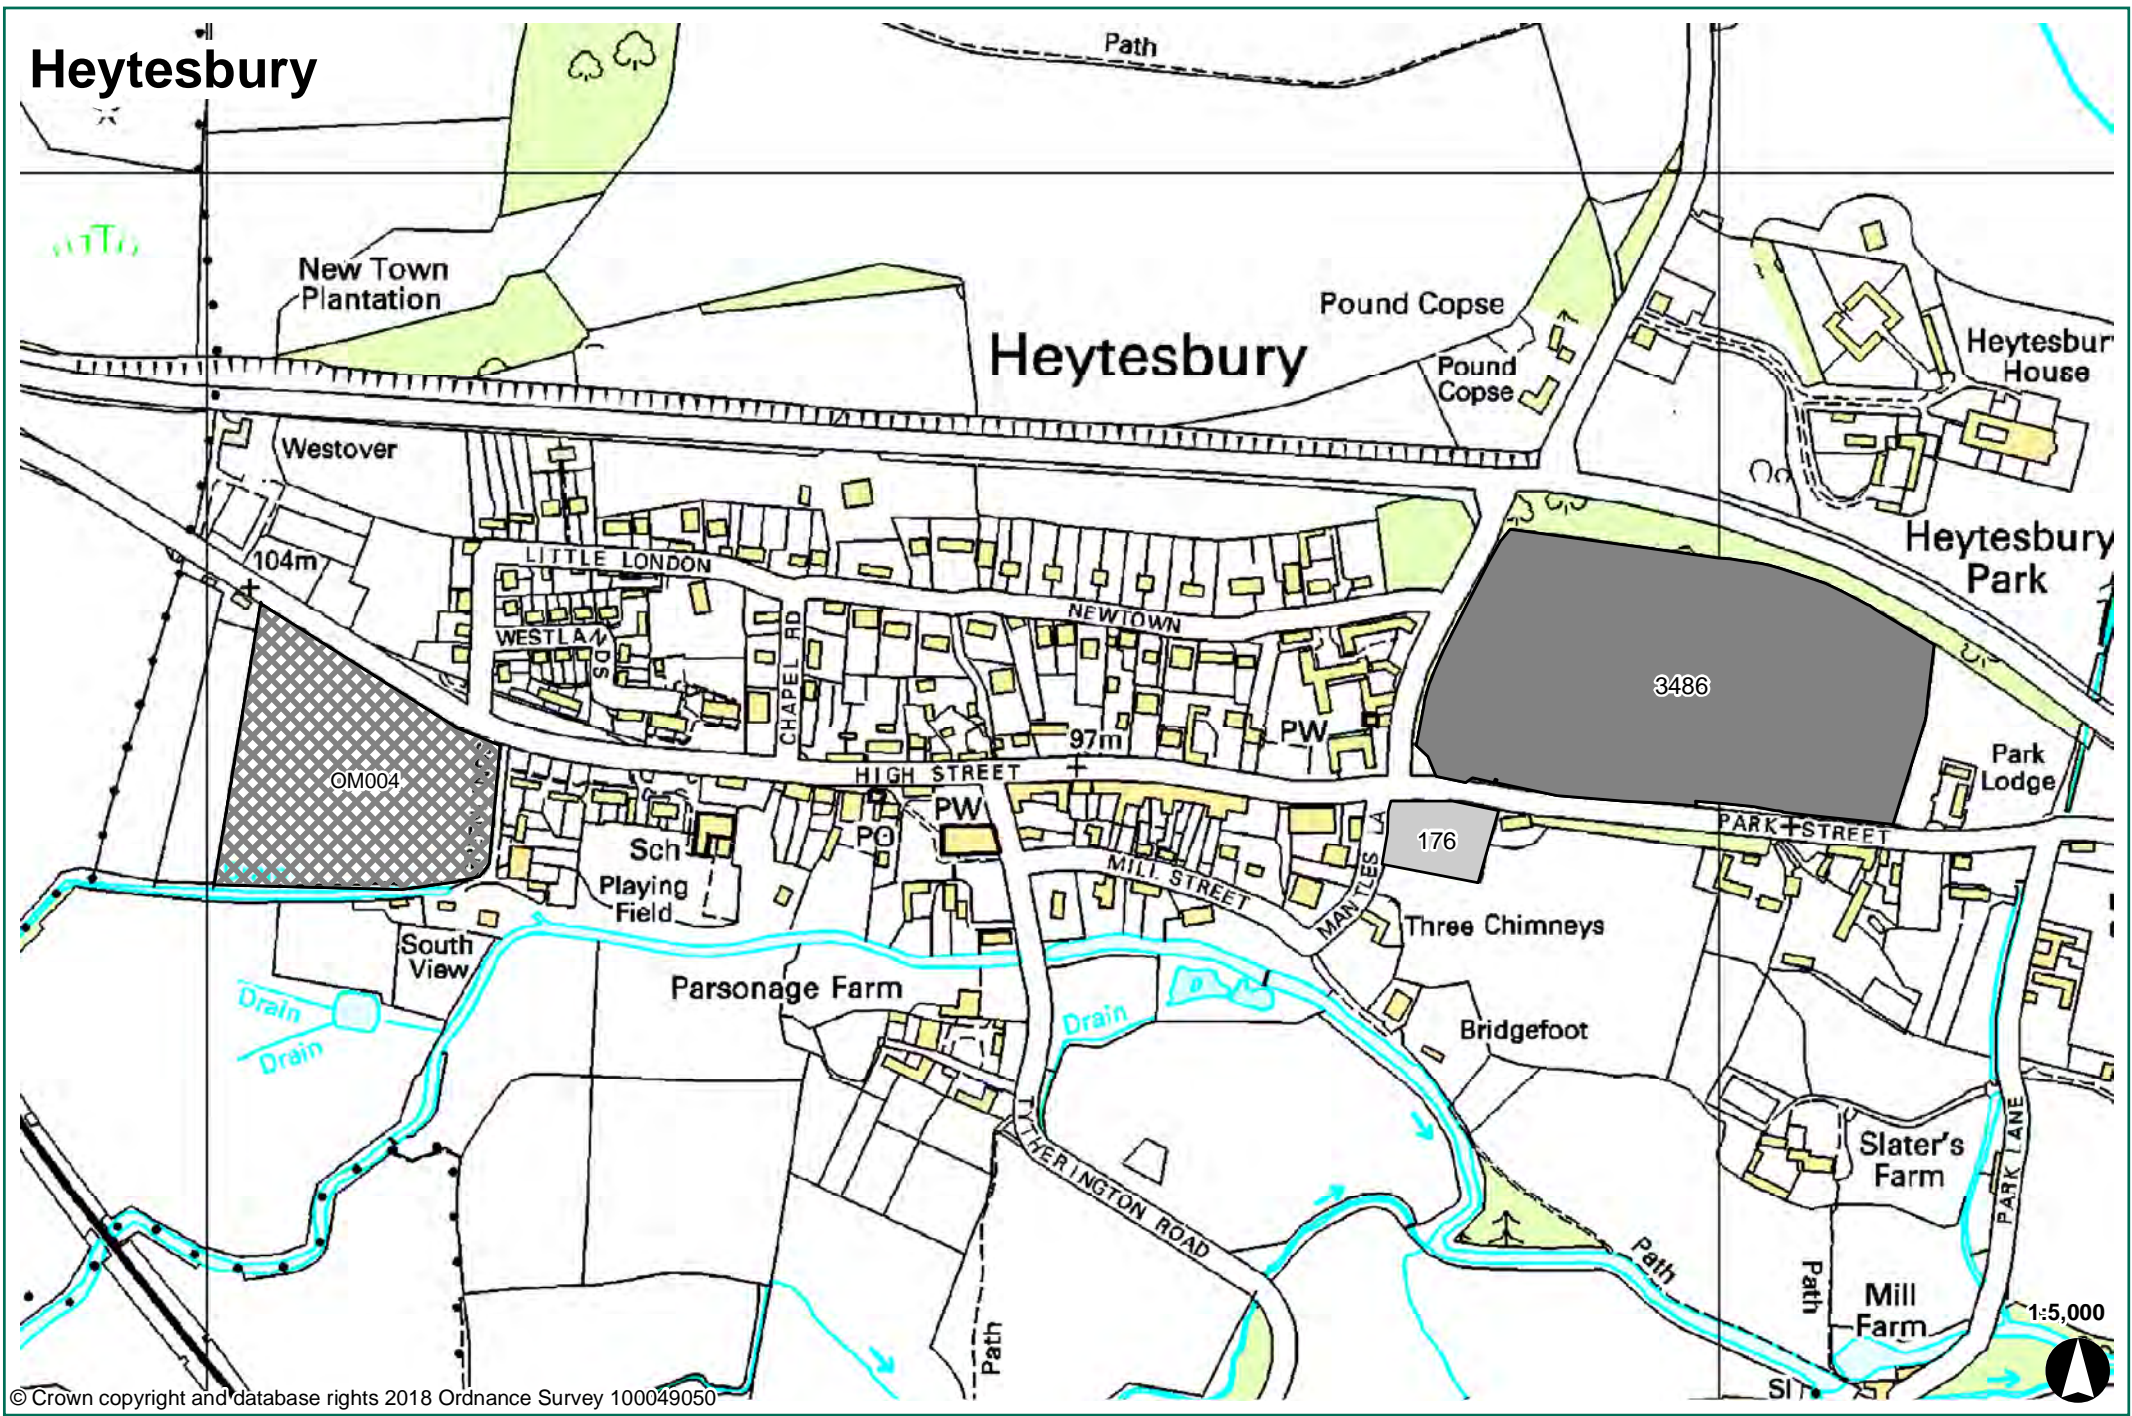 Heytesbury
Path
New Town
Plantation
Pound Copse
Heytesbury
Pound
Copse
Heytesbur
House
Westover
Heytesbury
Park
104m
LITTLE LONDON
NEWTOWN
WESTLANDS
CHAPEL RD
3486
OM004
97m
PW
HIGH STREET
Park
Lodge
PW
PO
Sch
176
PARK STREET
MILL STREET
MANTLES LA
Playing
Field
South
View
Three Chimneys
Parsonage Farm
Drain
Drain
Drain
Bridgefoot
TYTHERINGTON ROAD
PARK LANE
Slater's
Farm
Path
Path
Path
Mill
Farm
1:5,000
Sl
© Crown copyright and database rights 2018 Ordnance Survey 100049050